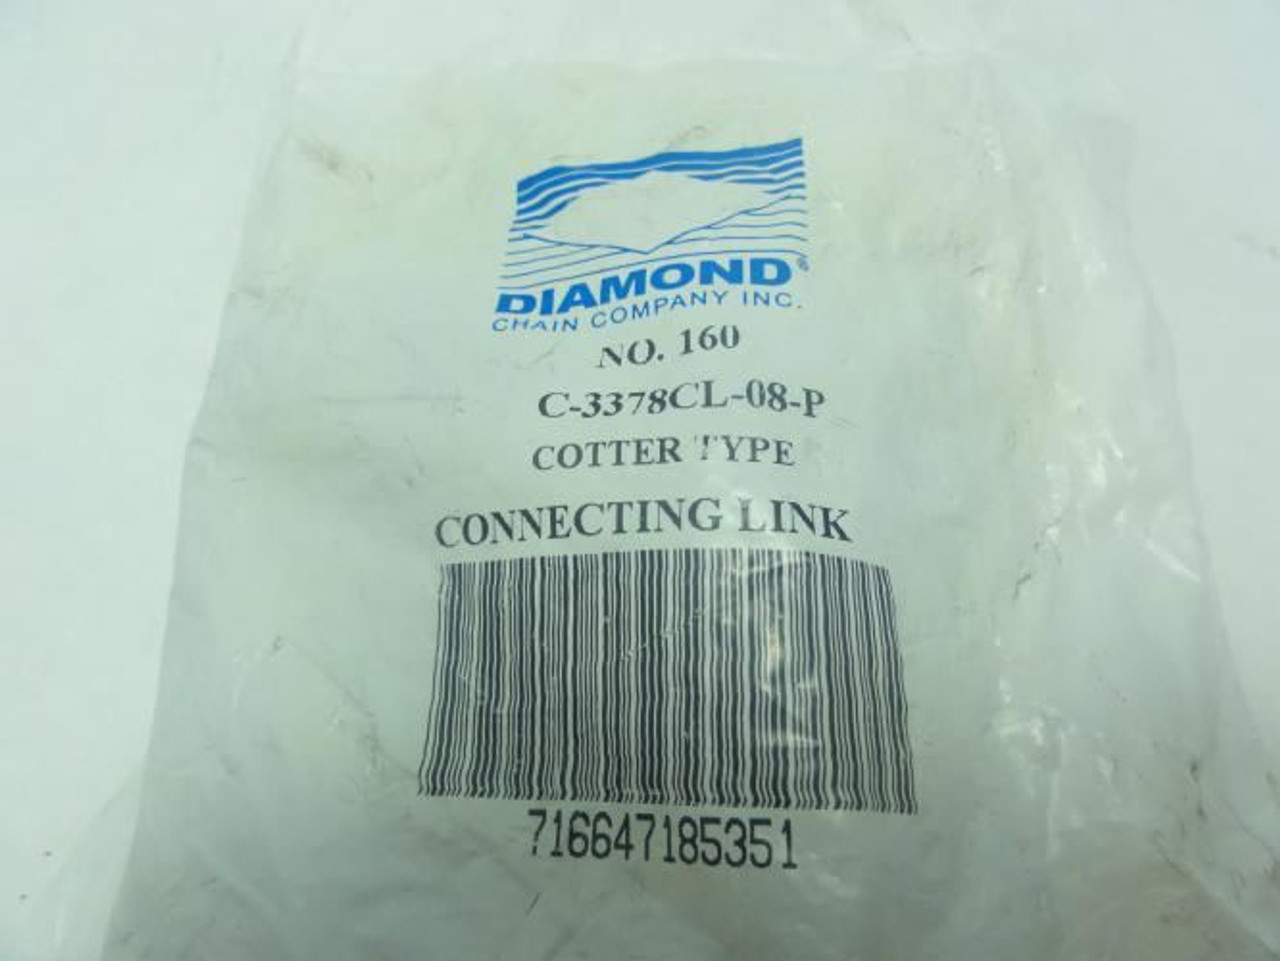 DIAMOND®
CHAIN COMPANY INC.
NO. 160
C-3378CL-08-P
COTTER TYPE
CONNECTING LINK
716647185351